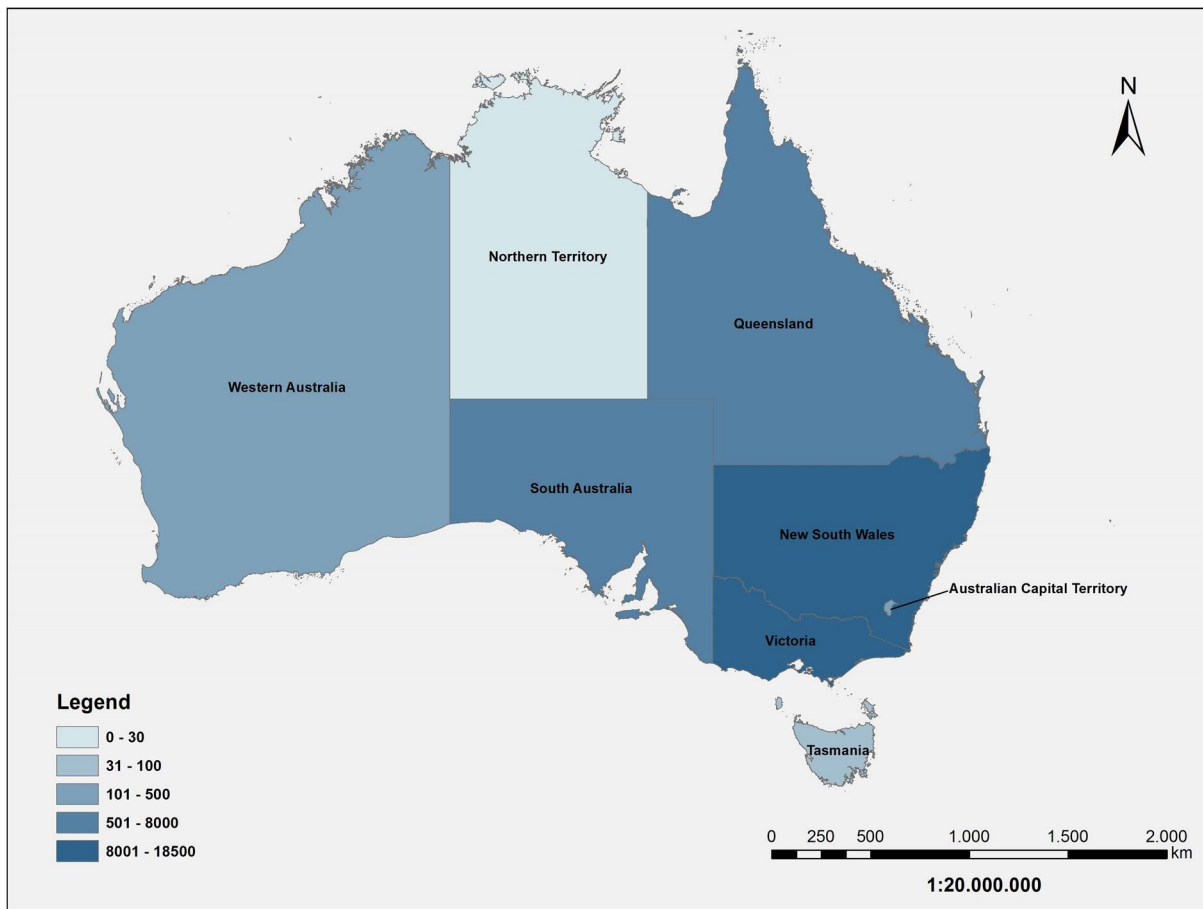 N
Northern Territory
Queensland
Western Australia
South Australia
New South Wales
Australian Capital Territory
Victoria
Tasmania
Legend
0 - 30
31 - 100
101 - 500
501 - 8000
8001 - 18500
0 250 500 1.000 1.500 2.000
km
1:20.000.000